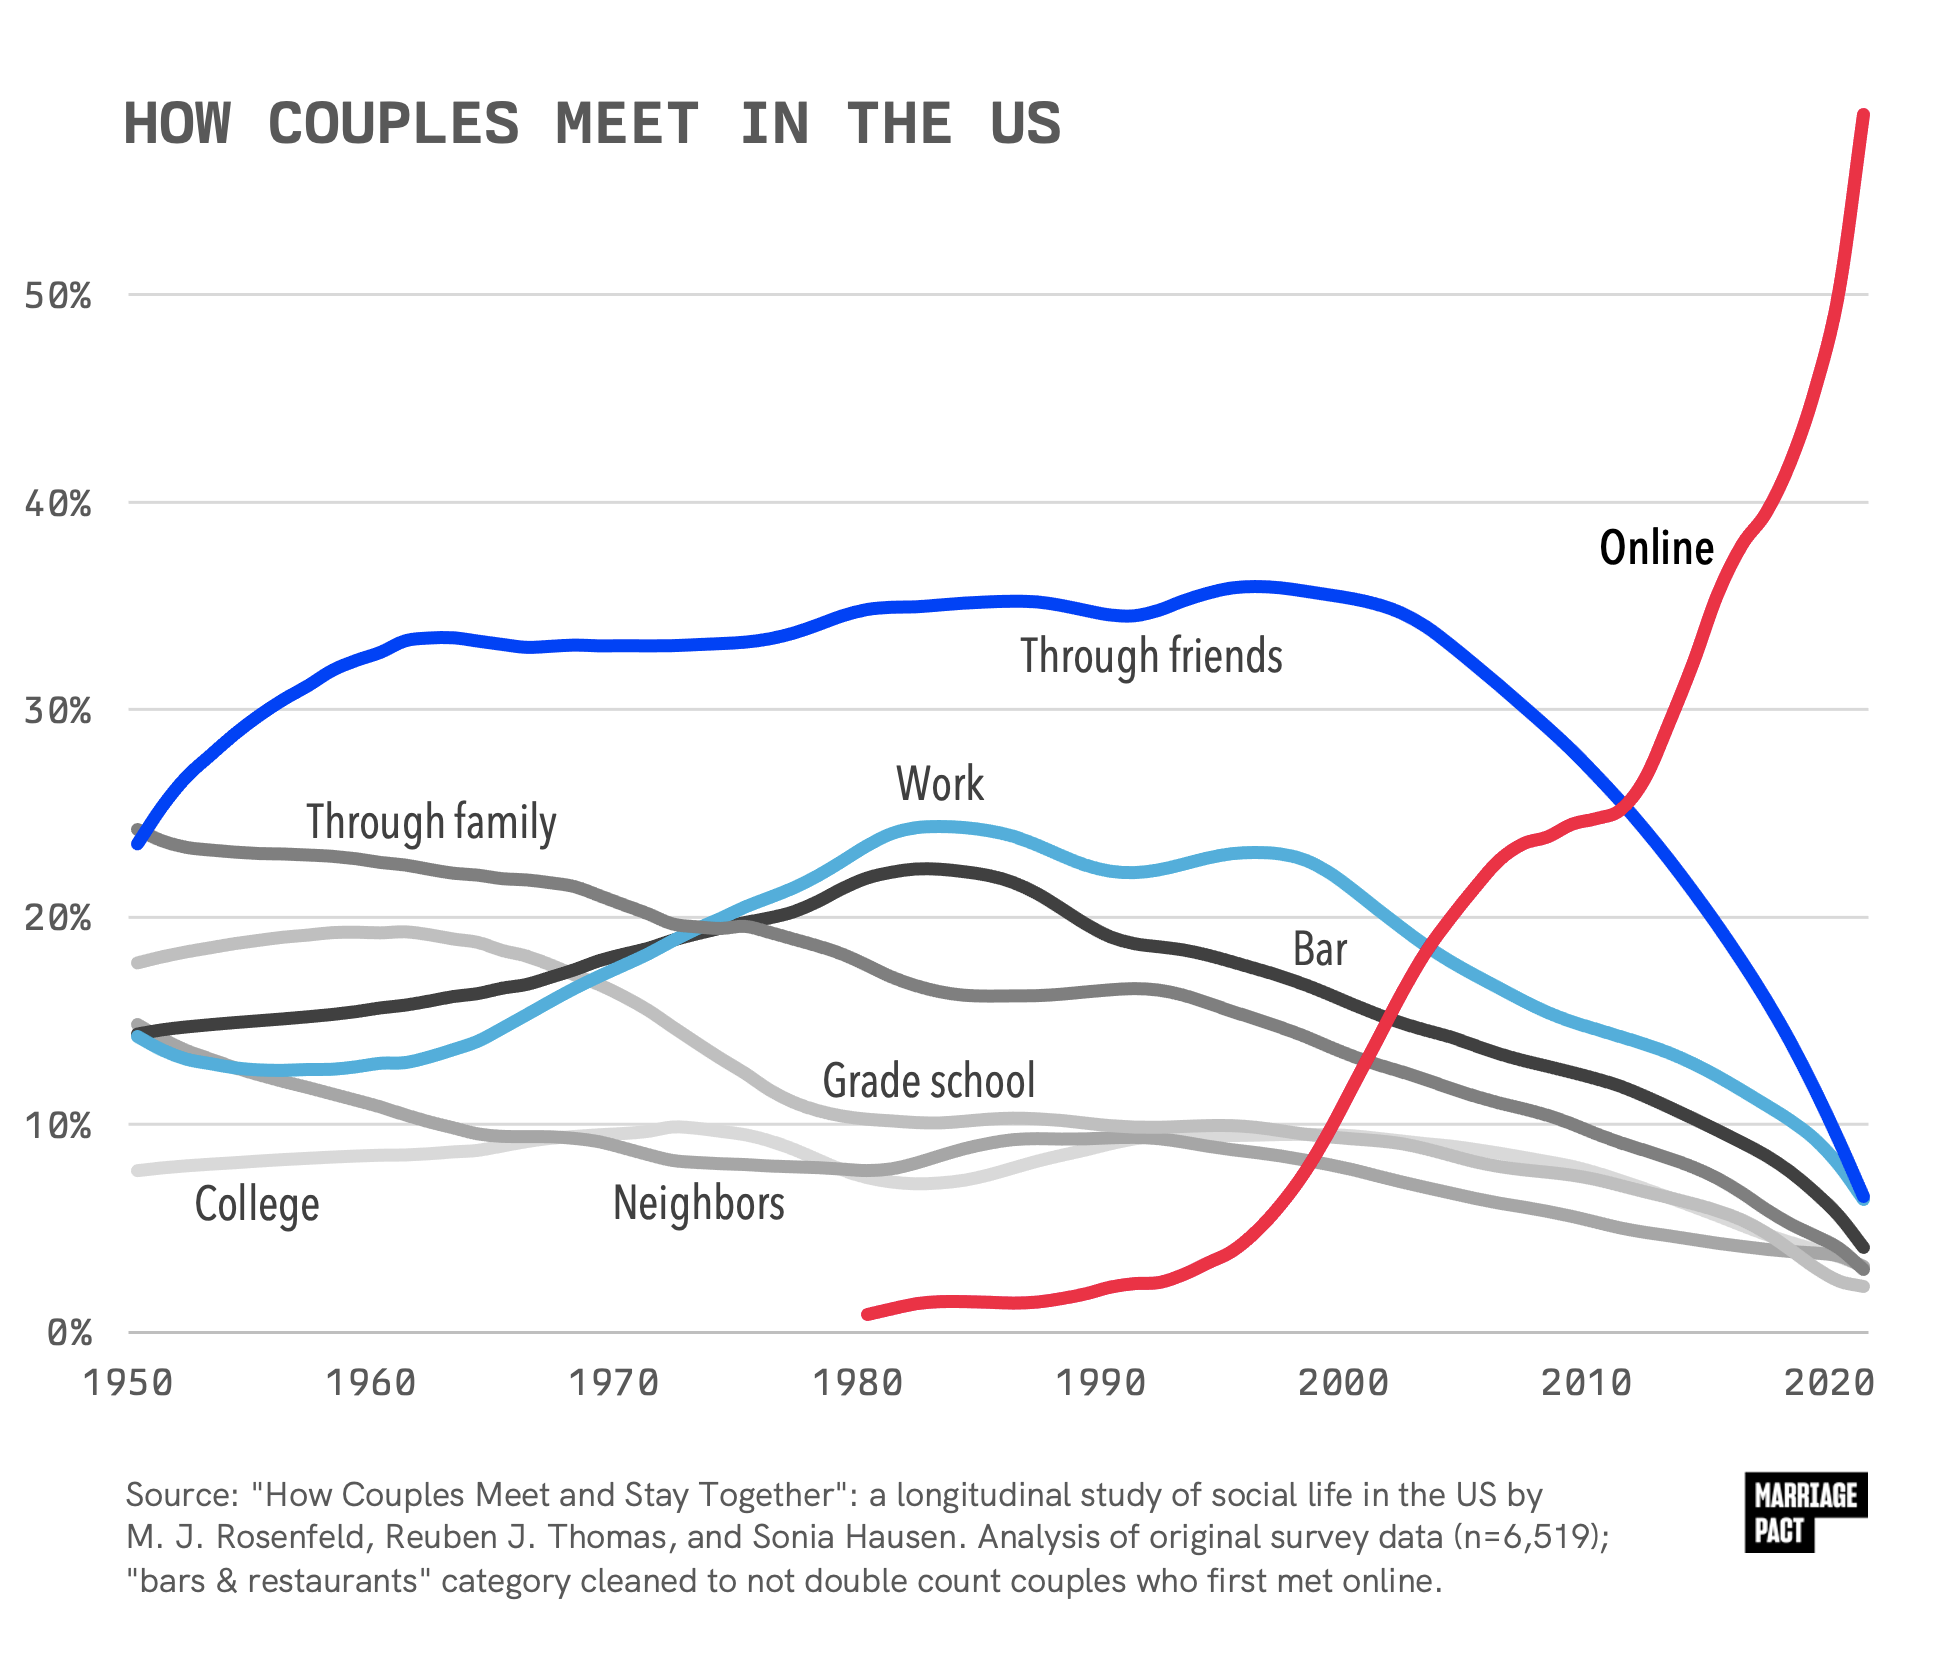 HOW COUPLES MEET IN THE US
50%
40%
Online
Through friends
30%
Work
Through family
20%
Bar
Grade school
10%
College
Neighbors
0%
1950 1960 1970 1980 1990 2000 2010 2020
Source: "How Couples Meet and Stay Together": a longitudinal study of social life in the US by
M. J. Rosenfeld, Reuben J. Thomas, and Sonia Hausen. Analysis of original survey data (n=6,519);
"bars & restaurants" category cleaned to not double count couples who first met online.
MARRIAGE
PACT